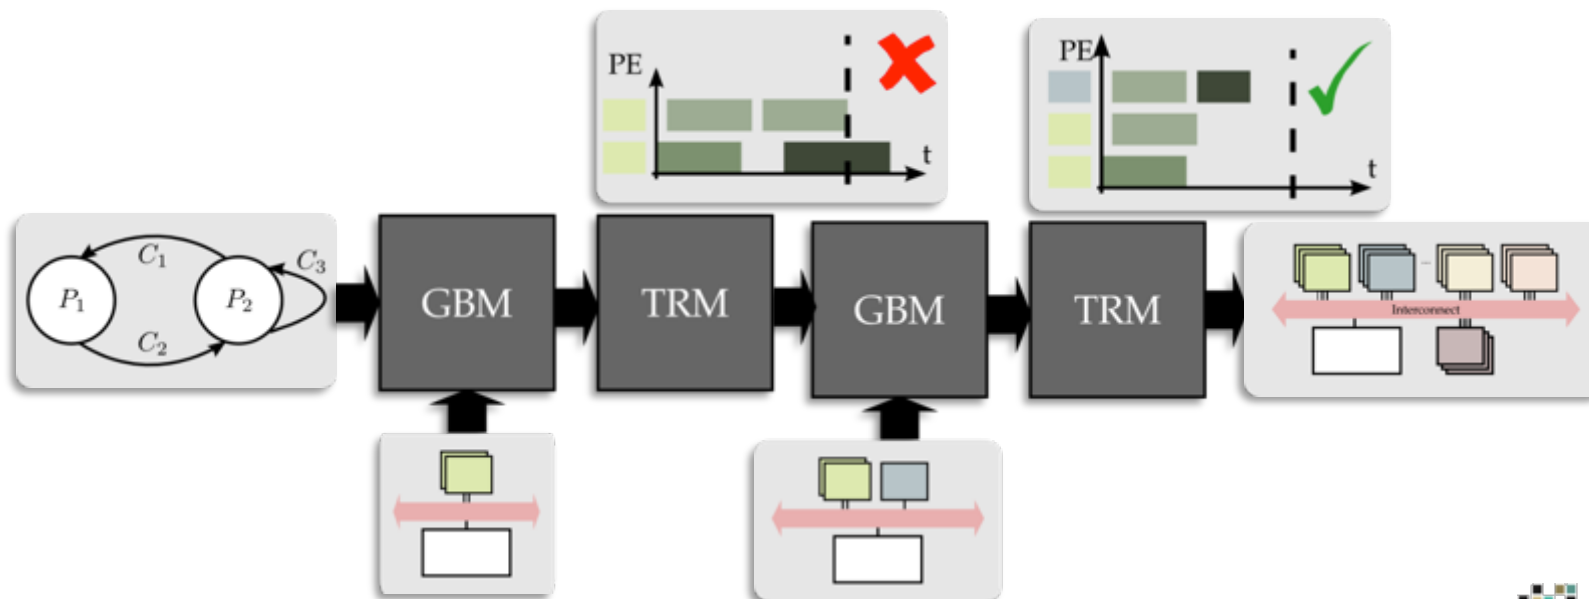 PE
t
PE
t
C₁
P₁
P₂
C₃
C₂
GBM
TRM
GBM
TRM
Interconnect